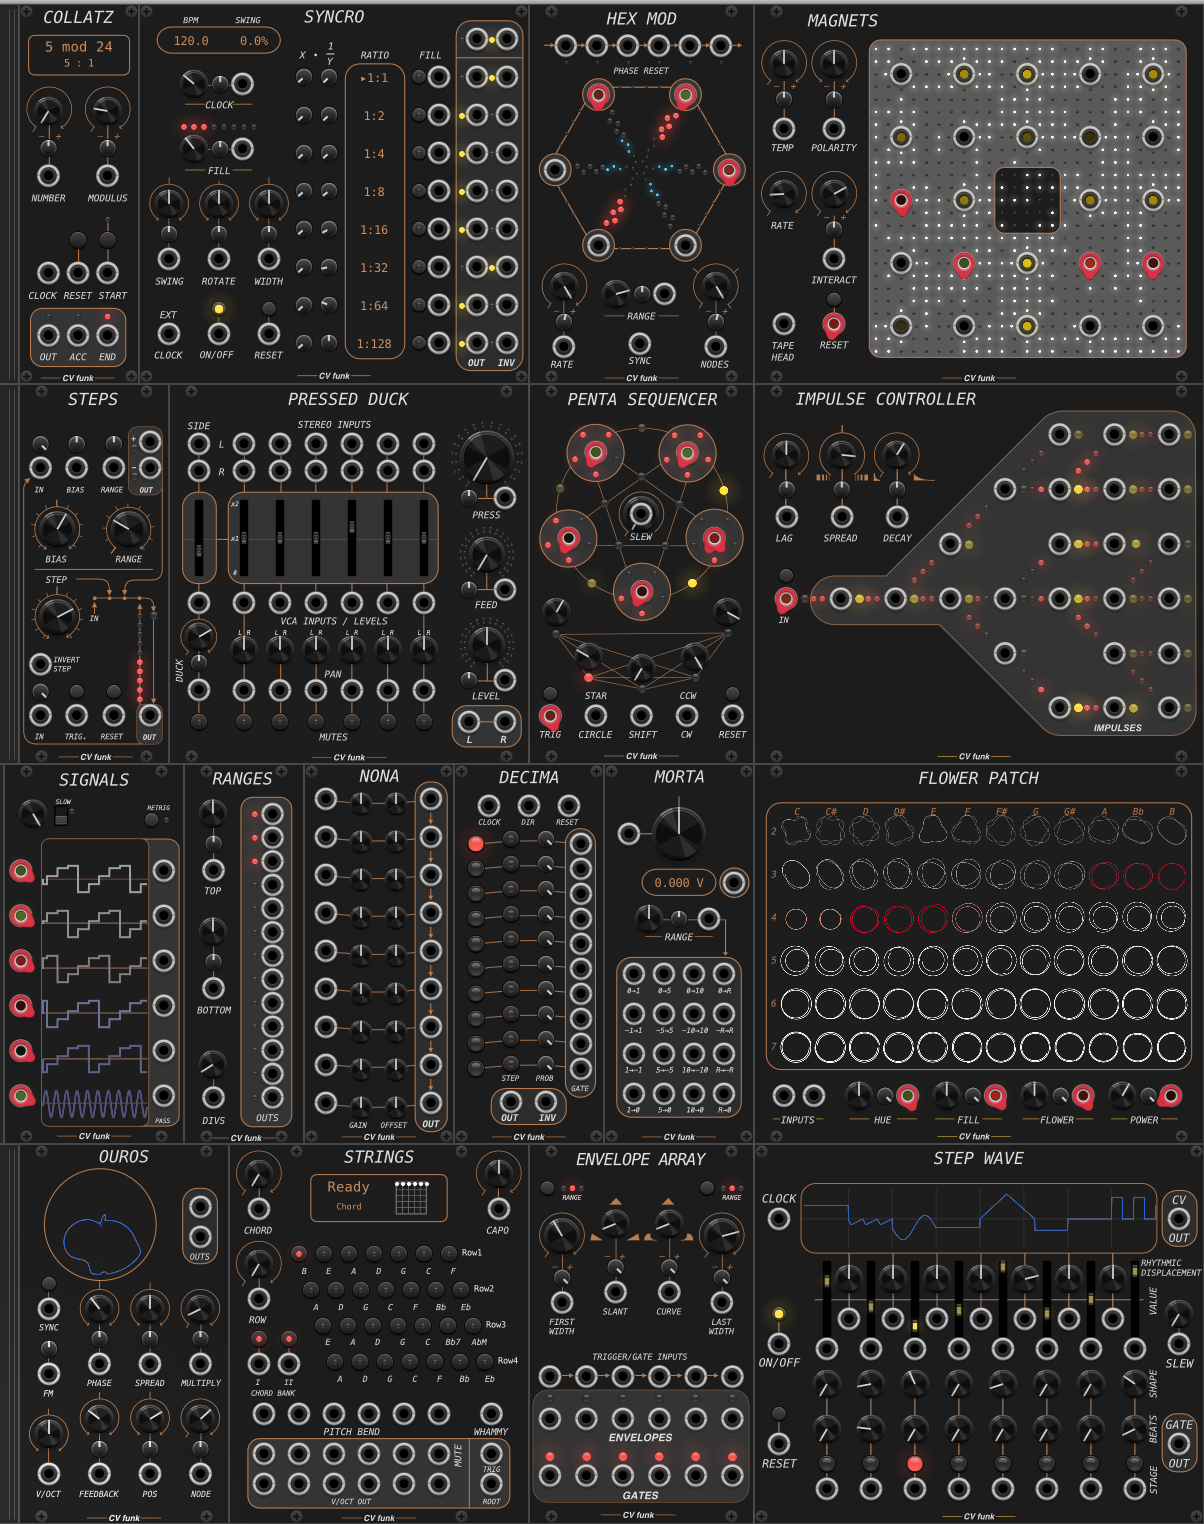 COLLATZ
5 mod 24
5 : 1
NUMBER MODULUS
CLOCK RESET START
OUT ACC END
SYNCRO
BPM SWING
120.0 0.0%
X • 1/Y RATIO FILL
CLOCK
FILL
SWING ROTATE WIDTH
EXT CLOCK ON/OFF RESET
▸1:1
1:2
1:4
1:8
1:16
1:32
1:64
1:128
OUT INV
CV funk
HEX MOD
PHASE RESET
RANGE
RATE SYNC NODES
CV funk
MAGNETS
TEMP POLARITY
RATE
INTERACT
TAPE HEAD RESET
CV funk
STEPS
+
−
IN BIAS RANGE OUT
BIAS RANGE
STEP
IN
INVERT STEP
IN TRIG. RESET OUT
CV funk
PRESSED DUCK
SIDE STEREO INPUTS
L
R
x2
x1
0
PRESS
FEED
VCA INPUTS / LEVELS
L R L R L R L R L R L R
PAN
DUCK
LEVEL
MUTES
L R
CV funk
PENTA SEQUENCER
SLEW
STAR CCW
TRIG CIRCLE SHIFT CW RESET
CV funk
IMPULSE CONTROLLER
LAG SPREAD DECAY
IN
IMPULSES
CV funk
SIGNALS
SLOW
RETRIG
PASS
CV funk
RANGES
TOP
BOTTOM
DIVS OUTS
CV funk
NONA
GAIN OFFSET OUT
CV funk
DECIMA
CLOCK DIR RESET
STEP PROB GATE
OUT INV
CV funk
MORTA
0.000 V
RANGE
0→1 0→5 0→10 0→R
−1→1 −5→5 −10→10 −R→R
1→−1 5→−5 10→−10 R→−R
1→0 5→0 10→0 R→0
CV funk
FLOWER PATCH
C C# D D# E F F# G G# A Bb B
2
3
4
5
6
7
INPUTS HUE FILL FLOWER POWER
CV funk
OUROS
OUTS
SYNC
FM
PHASE SPREAD MULTIPLY
V/OCT FEEDBACK POS NODE
CV funk
STRINGS
Ready
Chord
CHORD CAPO
ROW
Row1
B E A D G C F
Row2
A D G C F Bb Eb
Row3
E A D G C Bb7 AbM
Row4
A D G C F Bb Eb
I II
CHORD BANK
PITCH BEND WHAMMY
MUTE
TRIG
V/OCT OUT ROOT
CV funk
ENVELOPE ARRAY
RANGE RANGE
FIRST WIDTH SLANT CURVE LAST WIDTH
TRIGGER/GATE INPUTS
ENVELOPES
GATES
CV funk
STEP WAVE
CLOCK
CV OUT
RHYTHMIC DISPLACEMENT
VALUE
ON/OFF
SLEW
SHAPE
BEATS
RESET
GATE OUT
STAGE
CV funk